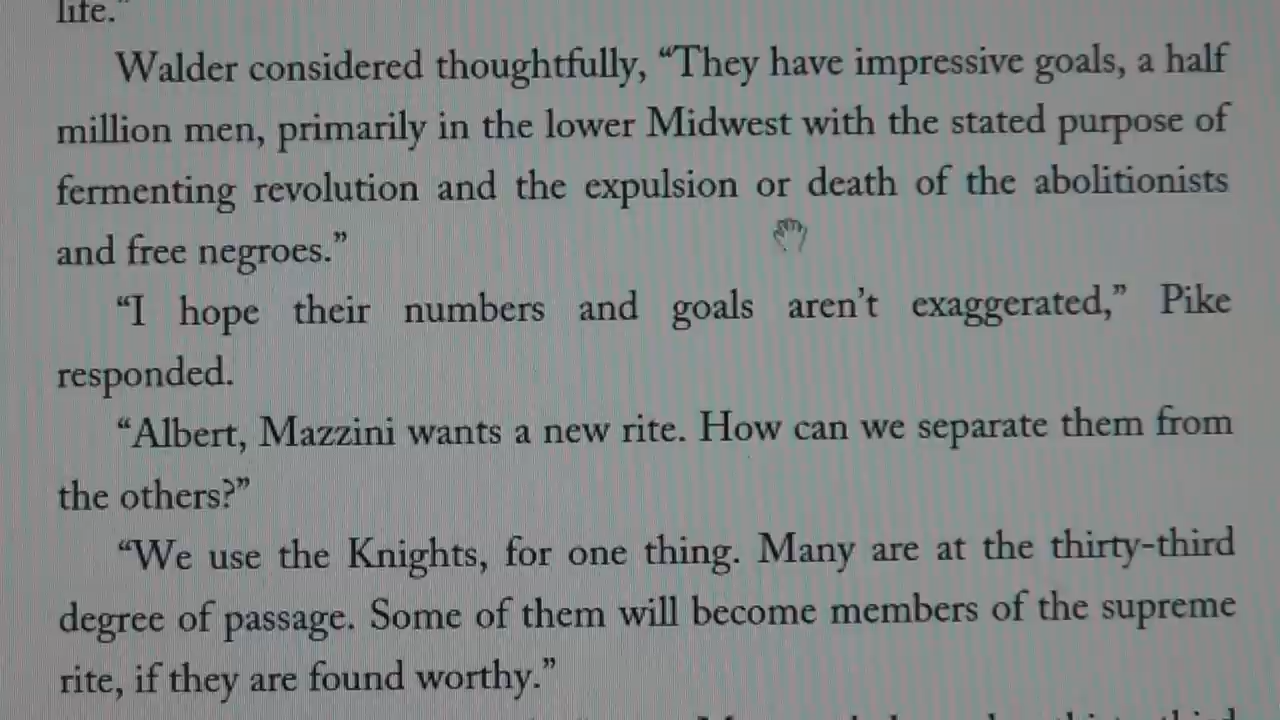 life.”
Walder considered thoughtfully, “They have impressive goals, a half
million men, primarily in the lower Midwest with the stated purpose of
fermenting revolution and the expulsion or death of the abolitionists
and free negroes.”
“I hope their numbers and goals aren’t exaggerated,” Pike
responded.
“Albert, Mazzini wants a new rite. How can we separate them from
the others?”
“We use the Knights, for one thing. Many are at the thirty-third
degree of passage. Some of them will become members of the supreme
rite, if they are found worthy.”